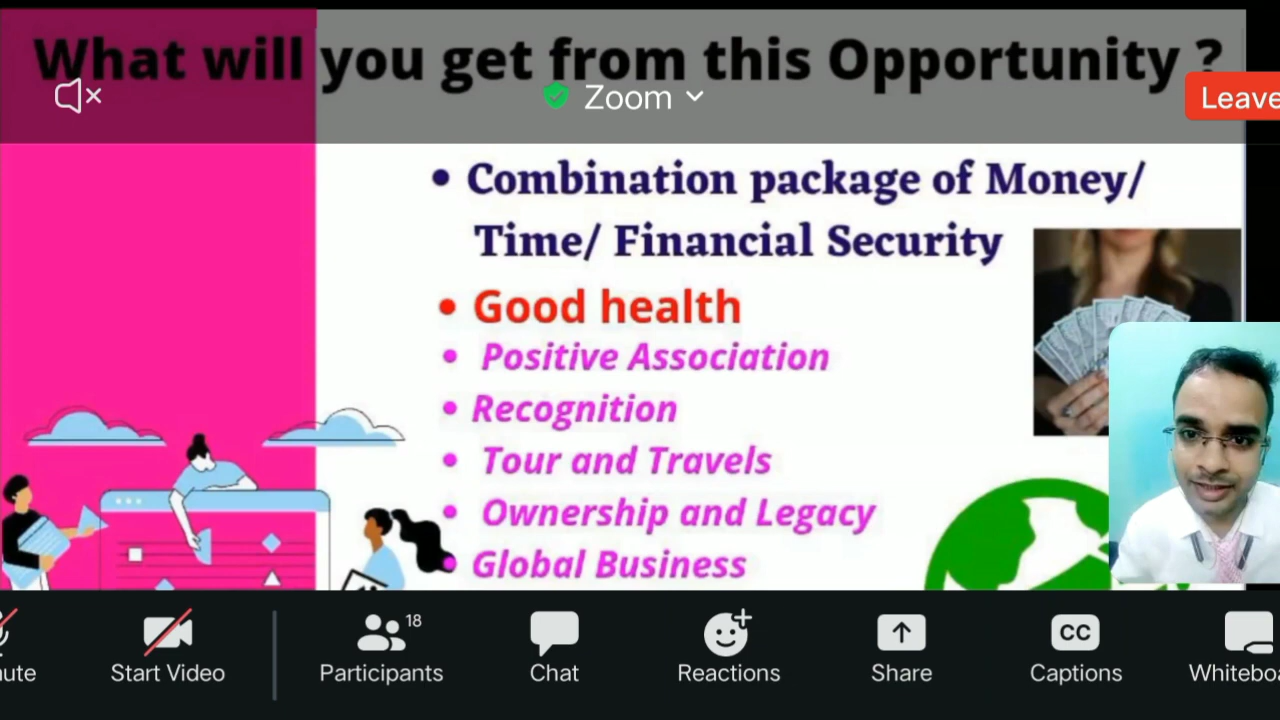 What will you get from this Opportunity ?
Zoom
Leave
• Combination package of Money/
Time/ Financial Security
• Good health
• Positive Association
• Recognition
• Tour and Travels
• Ownership and Legacy
• Global Business
ute
Start Video
Participants
18
Chat
Reactions
Share
CC
Captions
Whitebo